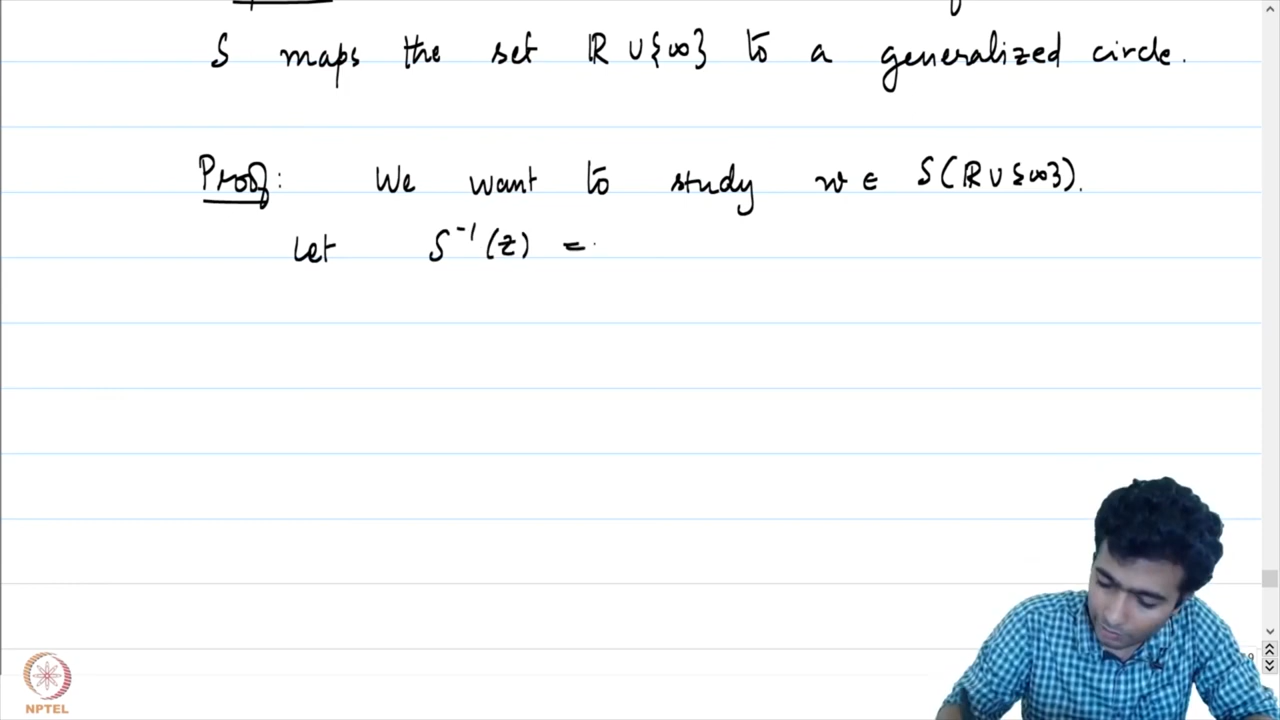 S maps the set ℝ ∪ {∞} to a generalized circle.
Proof: We want to study w ∈ S(ℝ ∪ {∞}).
Let S⁻¹(z) =
NPTEL